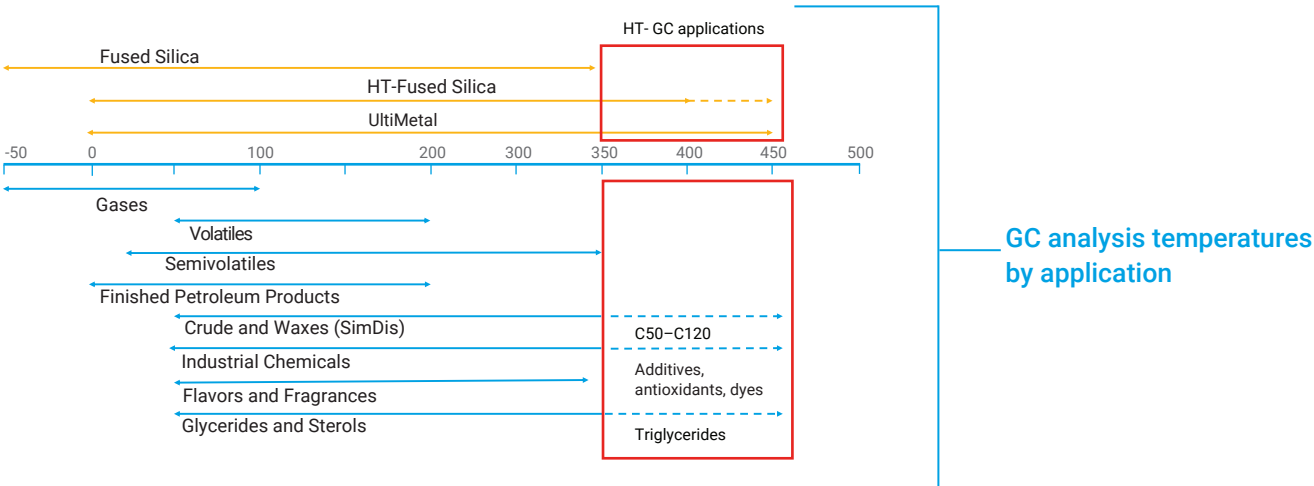 HT- GC applications
Fused Silica
HT-Fused Silica
UltiMetal
-50 0 100 200 300 350 400 450 500
Gases
Volatiles
Semivolatiles
Finished Petroleum Products
Crude and Waxes (SimDis)
C50–C120
Industrial Chemicals
Additives,
antioxidants, dyes
Flavors and Fragrances
Glycerides and Sterols
Triglycerides
GC analysis temperatures
by application